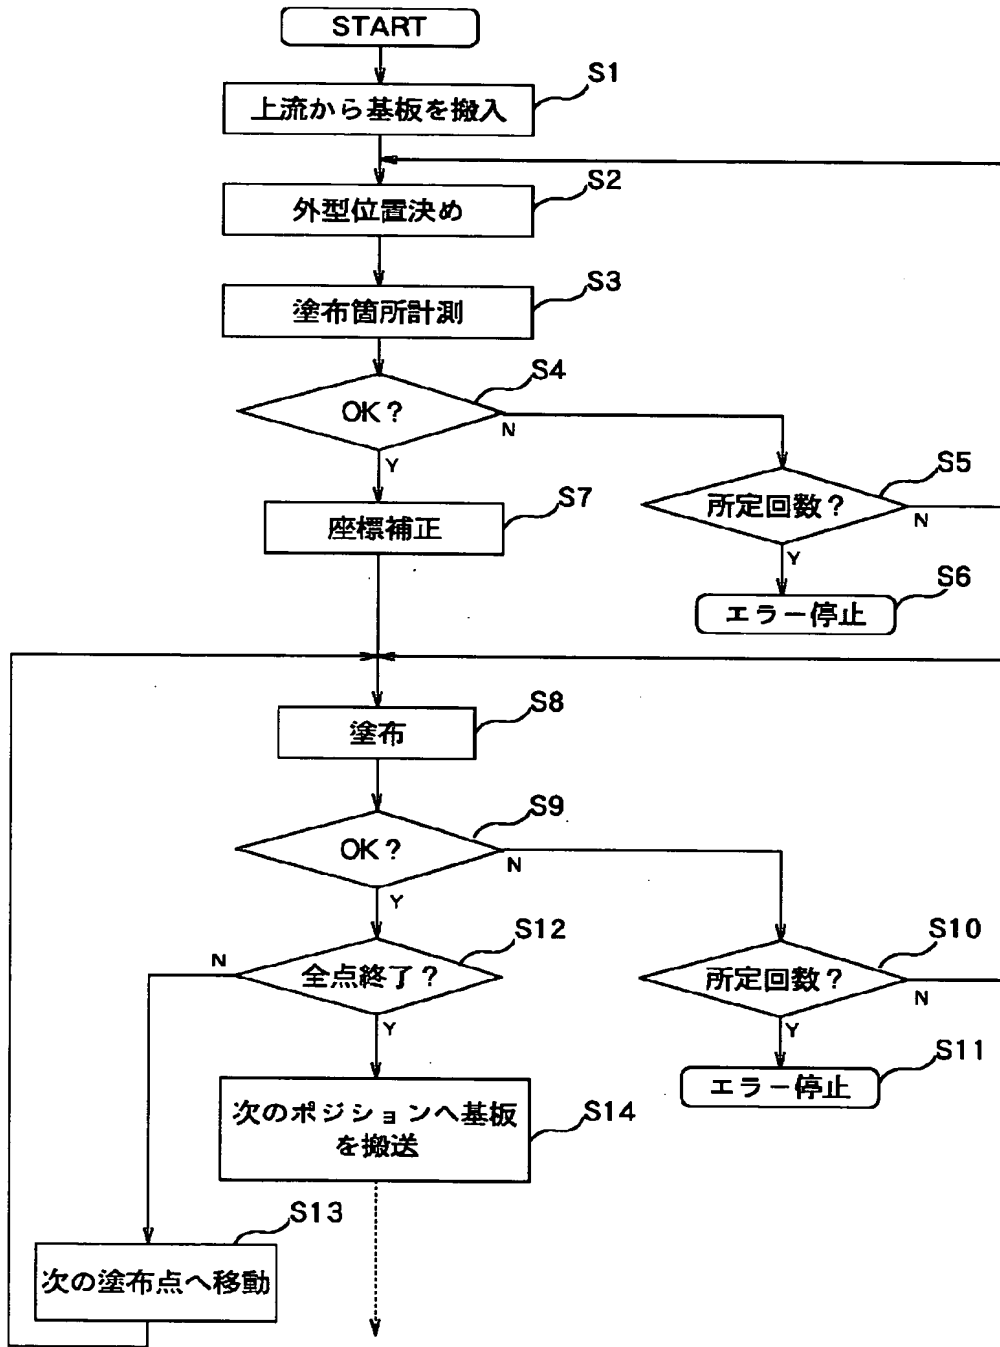 START
S1
上流から基板を搬入
S2
外型位置決め
S3
塗布箇所計測
S4
OK?
N
Y
S5
所定回数?
N
Y
S7
座標補正
S6
エラー停止
S8
塗布
S9
OK?
N
Y
S12
N
全点終了?
Y
S10
所定回数?
N
Y
S11
エラー停止
次のポジションへ基板
を搬送
S14
S13
次の塗布点へ移動